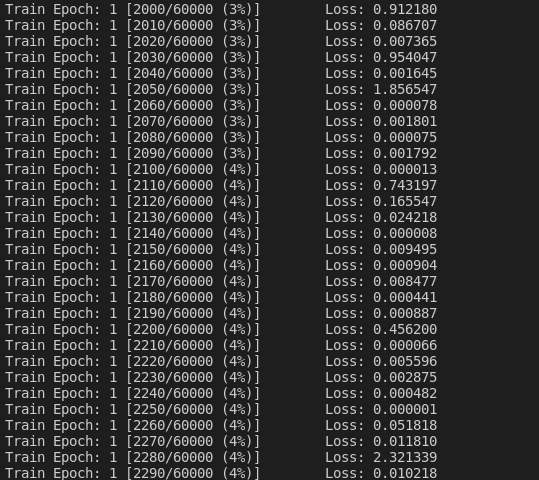 Train Epoch: 1 [2000/60000 (3%)] Loss: 0.912180
Train Epoch: 1 [2010/60000 (3%)] Loss: 0.086707
Train Epoch: 1 [2020/60000 (3%)] Loss: 0.007365
Train Epoch: 1 [2030/60000 (3%)] Loss: 0.954047
Train Epoch: 1 [2040/60000 (3%)] Loss: 0.001645
Train Epoch: 1 [2050/60000 (3%)] Loss: 1.856547
Train Epoch: 1 [2060/60000 (3%)] Loss: 0.000078
Train Epoch: 1 [2070/60000 (3%)] Loss: 0.001801
Train Epoch: 1 [2080/60000 (3%)] Loss: 0.000075
Train Epoch: 1 [2090/60000 (3%)] Loss: 0.001792
Train Epoch: 1 [2100/60000 (4%)] Loss: 0.000013
Train Epoch: 1 [2110/60000 (4%)] Loss: 0.743197
Train Epoch: 1 [2120/60000 (4%)] Loss: 0.165547
Train Epoch: 1 [2130/60000 (4%)] Loss: 0.024218
Train Epoch: 1 [2140/60000 (4%)] Loss: 0.000008
Train Epoch: 1 [2150/60000 (4%)] Loss: 0.009495
Train Epoch: 1 [2160/60000 (4%)] Loss: 0.000904
Train Epoch: 1 [2170/60000 (4%)] Loss: 0.008477
Train Epoch: 1 [2180/60000 (4%)] Loss: 0.000441
Train Epoch: 1 [2190/60000 (4%)] Loss: 0.000887
Train Epoch: 1 [2200/60000 (4%)] Loss: 0.456200
Train Epoch: 1 [2210/60000 (4%)] Loss: 0.000066
Train Epoch: 1 [2220/60000 (4%)] Loss: 0.005596
Train Epoch: 1 [2230/60000 (4%)] Loss: 0.002875
Train Epoch: 1 [2240/60000 (4%)] Loss: 0.000482
Train Epoch: 1 [2250/60000 (4%)] Loss: 0.000001
Train Epoch: 1 [2260/60000 (4%)] Loss: 0.051818
Train Epoch: 1 [2270/60000 (4%)] Loss: 0.011810
Train Epoch: 1 [2280/60000 (4%)] Loss: 2.321339
Train Epoch: 1 [2290/60000 (4%)] Loss: 0.010218